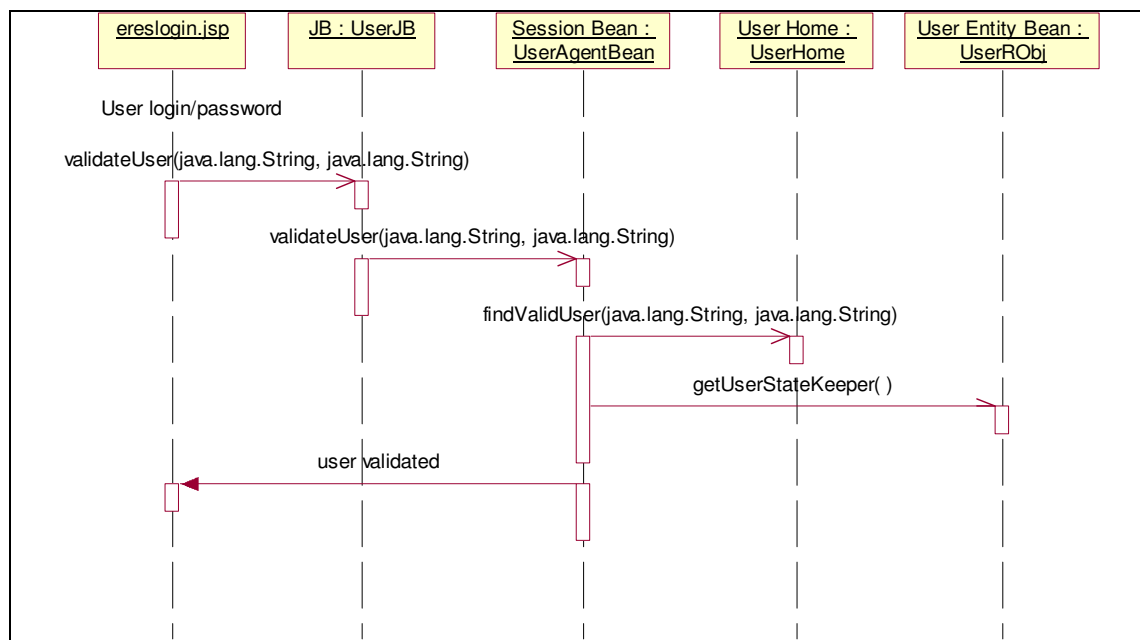 ereslogin.jsp
JB : UserJB
Session Bean :
UserAgentBean
User Home :
UserHome
User Entity Bean :
UserRObj
User login/password
validateUser(java.lang.String, java.lang.String)
validateUser(java.lang.String, java.lang.String)
findValidUser(java.lang.String, java.lang.String)
getUserStateKeeper( )
user validated